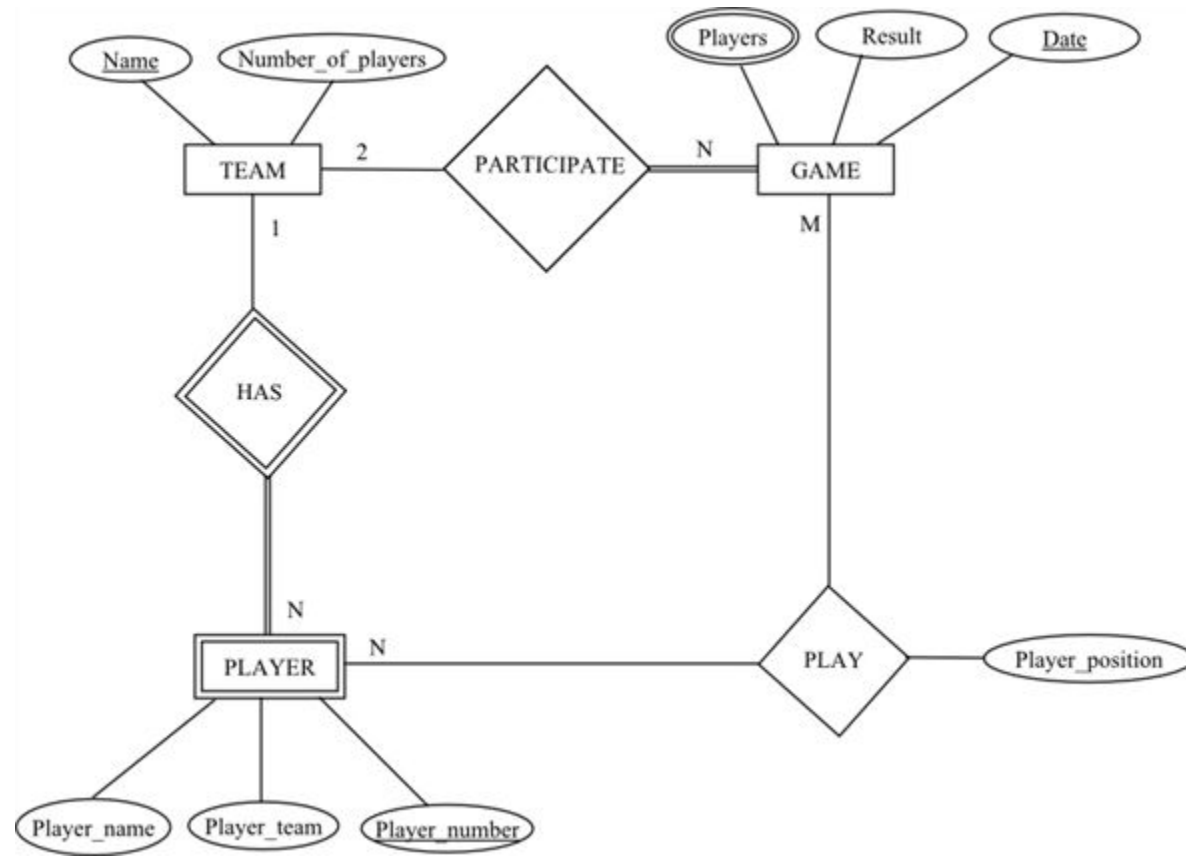 Name
Number_of_players
Players
Result
Date
TEAM
2
PARTICIPATE
N
GAME
1
M
HAS
N
PLAYER
N
PLAY
Player_position
Player_name
Player_team
Player_number